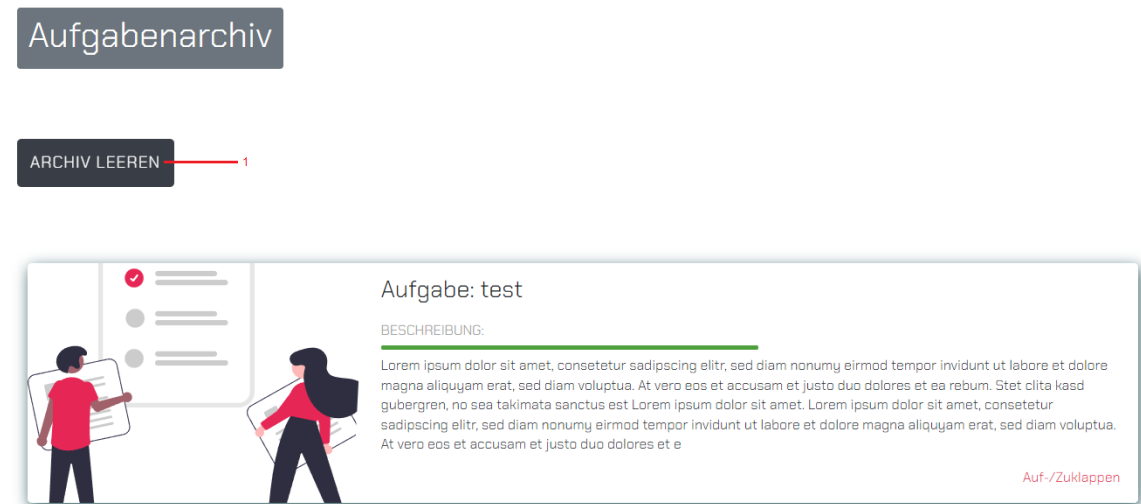 Aufgabenarchiv
ARCHIV LEEREN
1
Aufgabe: test
BESCHREIBUNG:
Lorem ipsum dolor sit amet, consetetur sadipscing elitr, sed diam nonumy eirmod tempor invidunt ut labore et dolore
magna aliquyam erat, sed diam voluptua. At vero eos et accusam et justo duo dolores et ea rebum. Stet clita kasd
gubergren, no sea takimata sanctus est Lorem ipsum dolor sit amet. Lorem ipsum dolor sit amet, consetetur
sadipscing elitr, sed diam nonumy eirmod tempor invidunt ut labore et dolore magna aliquyam erat, sed diam voluptua.
At vero eos et accusam et justo duo dolores et e
Auf-/Zuklappen